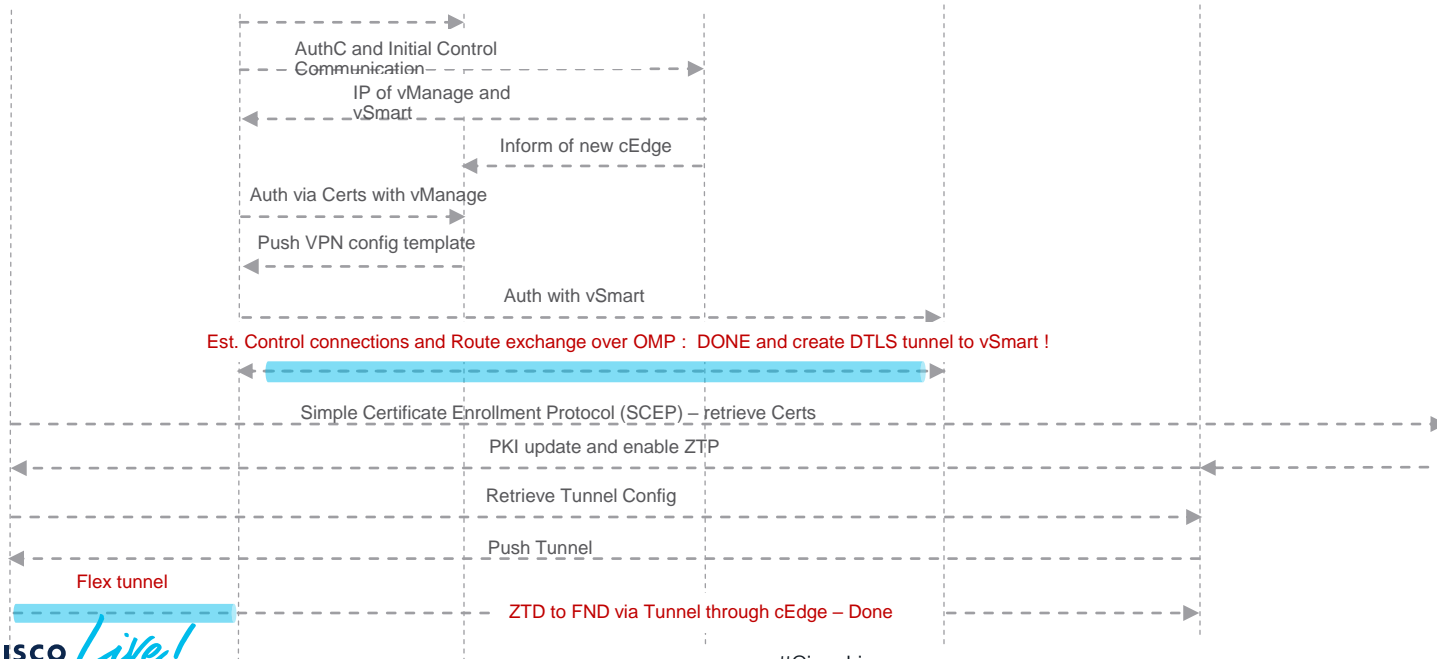 AuthC and Initial Control
Communication
IP of vManage and
vSmart
Inform of new cEdge
Auth via Certs with vManage
Push VPN config template
Auth with vSmart
Est. Control connections and Route exchange over OMP : DONE and create DTLS tunnel to vSmart !
Simple Certificate Enrollment Protocol (SCEP) – retrieve Certs
PKI update and enable ZTP
Retrieve Tunnel Config
Push Tunnel
Flex tunnel
ZTD to FND via Tunnel through cEdge – Done
isco Live!